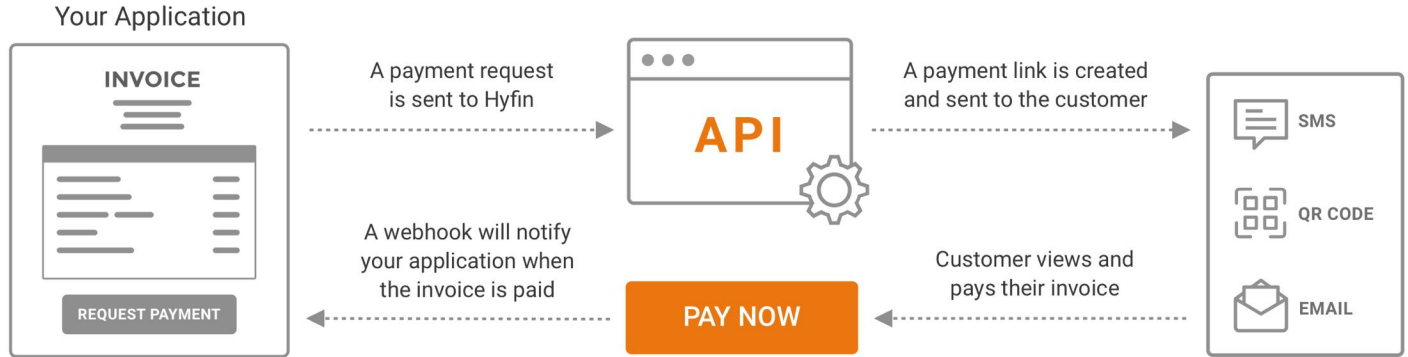 Your Application
INVOICE
REQUEST PAYMENT
A payment request
is sent to Hyfin
API
A payment link is created
and sent to the customer
SMS
QR CODE
EMAIL
Customer views and
pays their invoice
PAY NOW
A webhook will notify
your application when
the invoice is paid